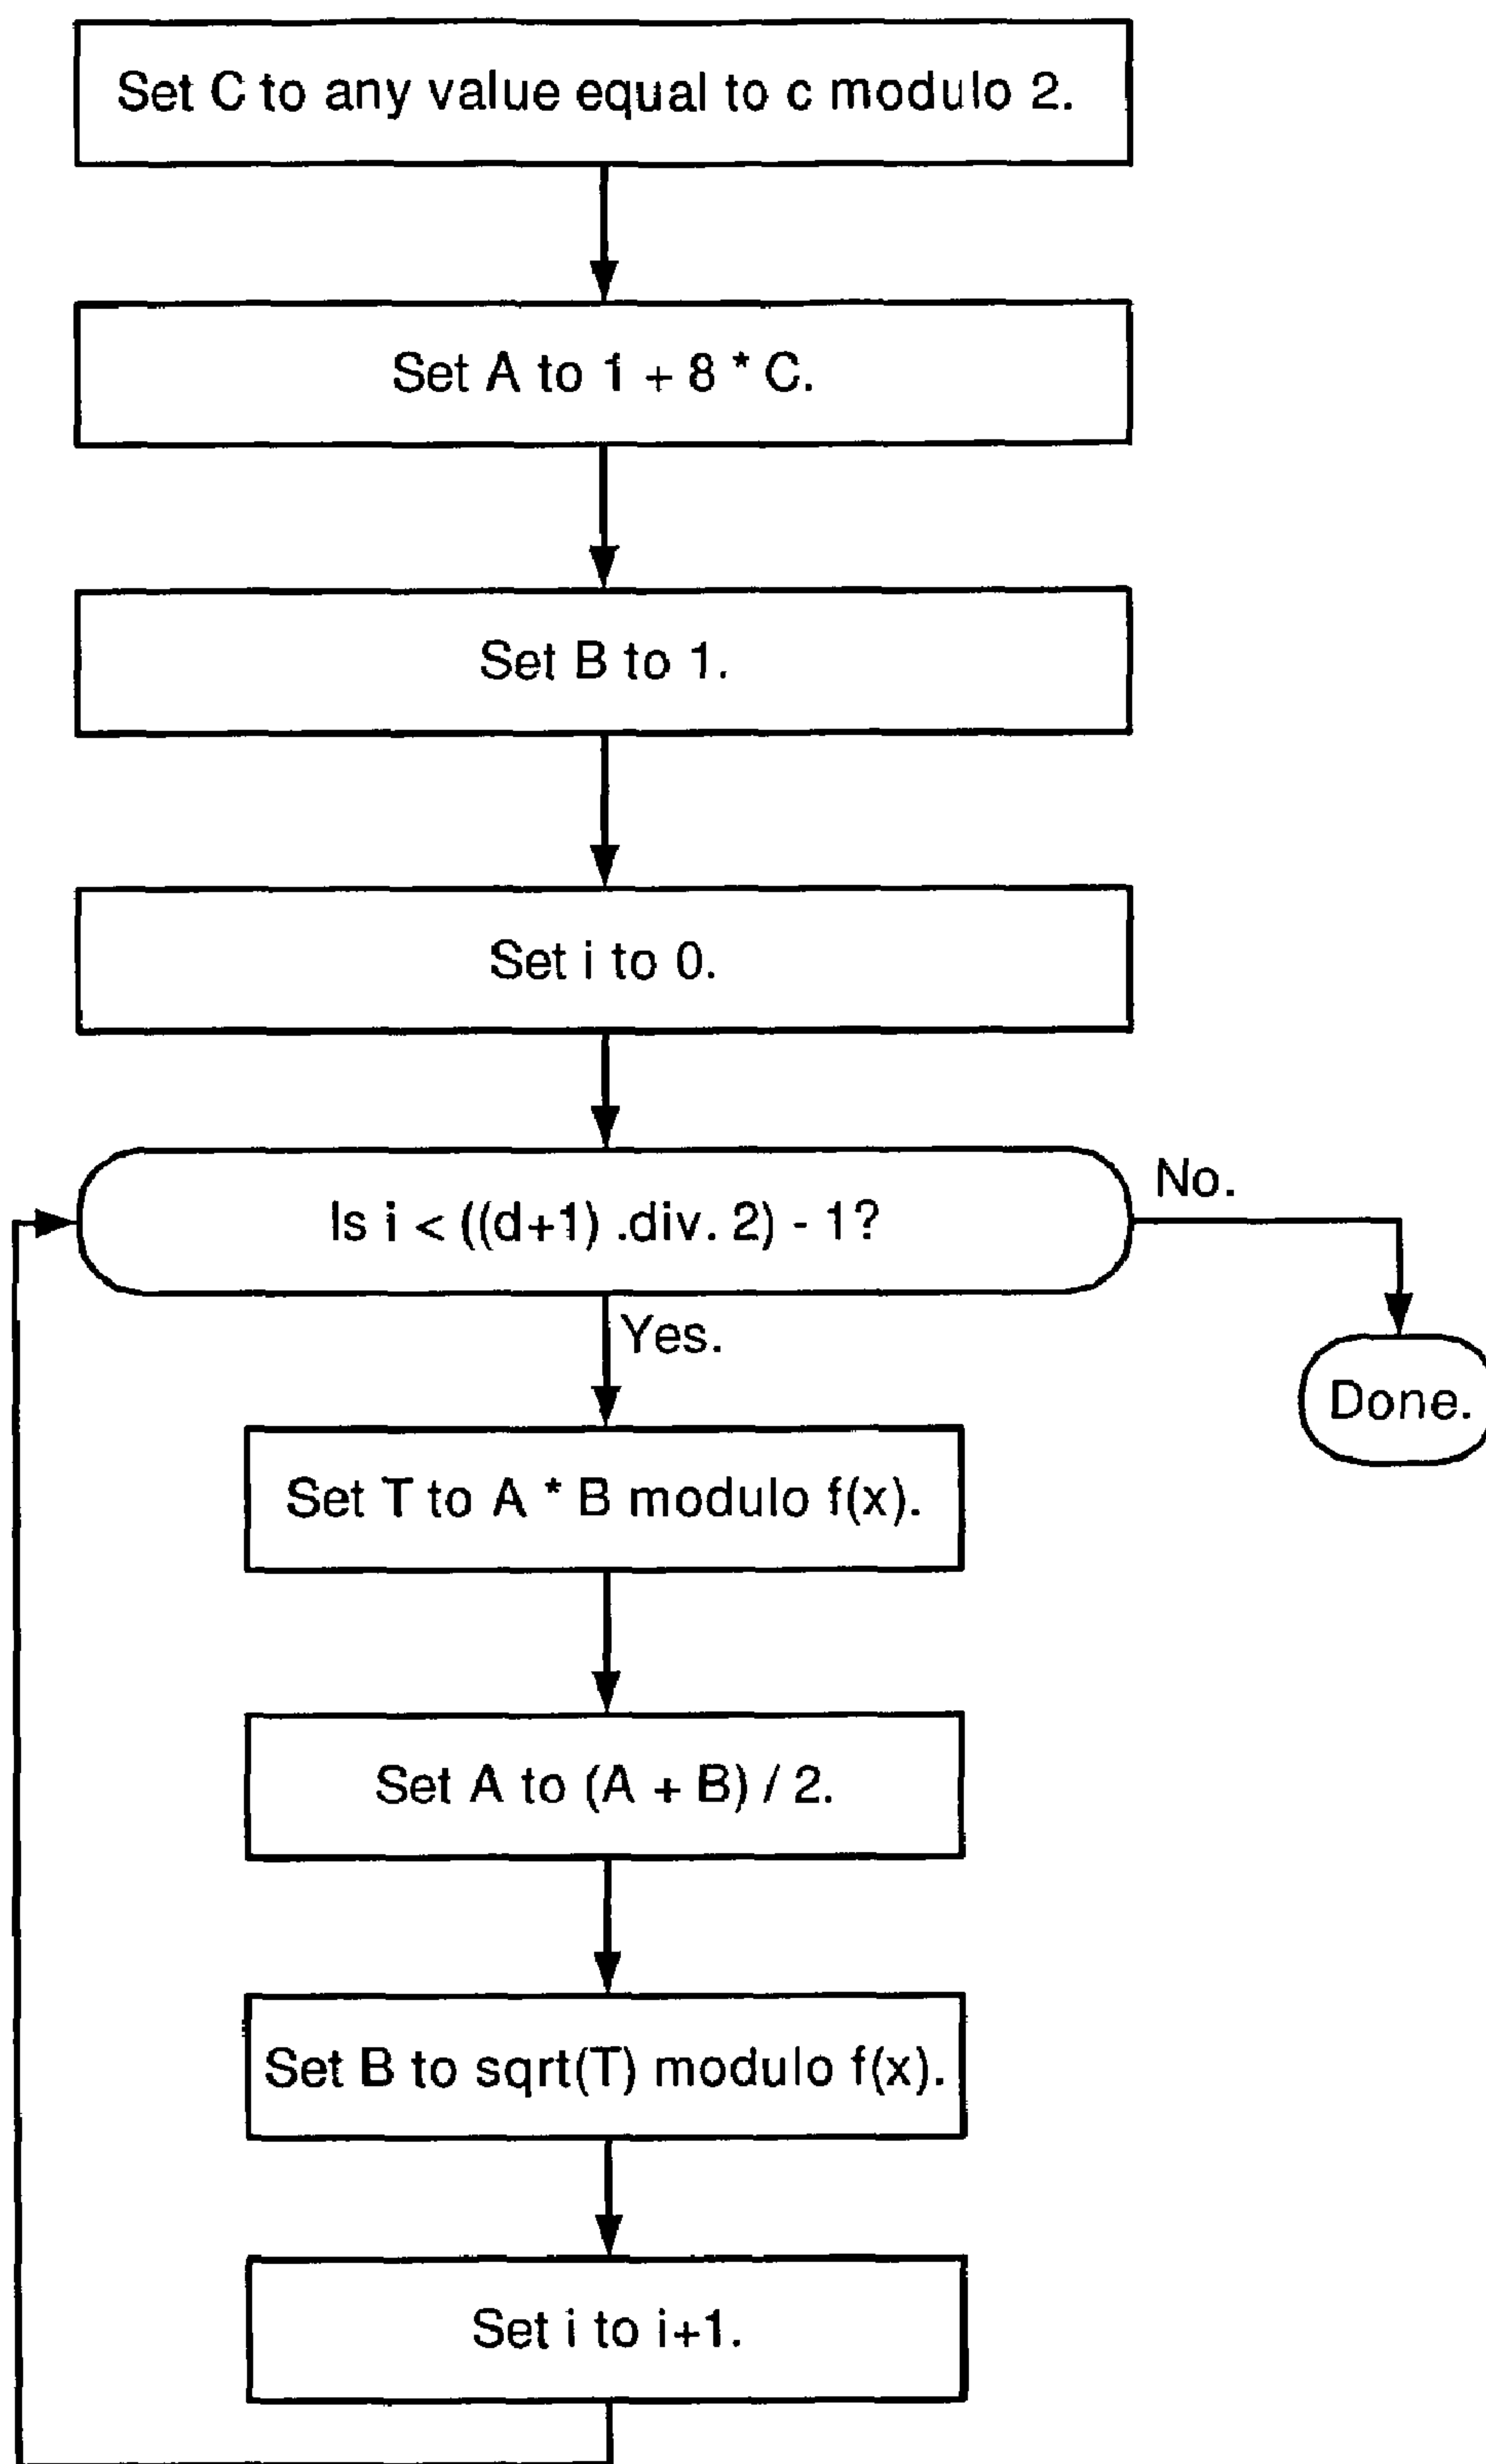 Set C to any value equal to c modulo 2.
Set A to 1 + 8 * C.
Set B to 1.
Set i to 0.
Is i < ((d+1) .div. 2) - 1?
No.
Yes.
Done.
Set T to A * B modulo f(x).
Set A to (A + B) / 2.
Set B to sqrt(T) modulo f(x).
Set i to i+1.